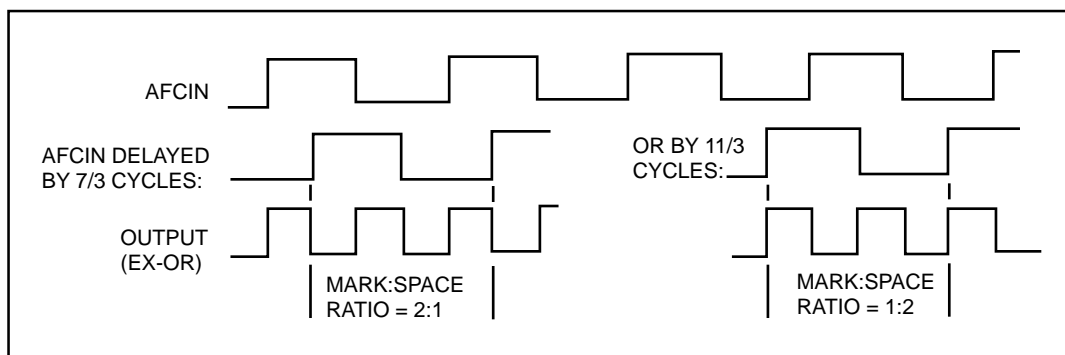 AFCIN
AFCIN DELAYED
BY 7/3 CYCLES:
OR BY 11/3
CYCLES:
OUTPUT
(EX-OR)
MARK:SPACE
RATIO = 2:1
MARK:SPACE
RATIO = 1:2